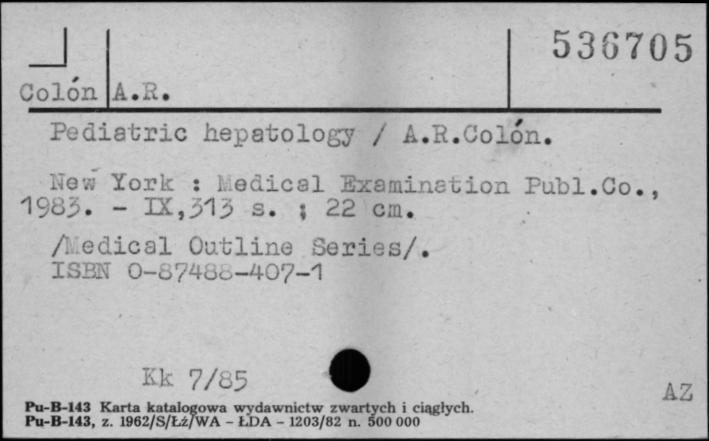 536705
Colón A.R.
Pediatric hepatology / A.R.Colón.
New York : Medical Examination Publ.Co.,
1983. - IX,313 s. ; 22 cm.
/Medical Outline Series/.
ISBN 0-87488-407-1
Kk 7/85
AZ
Pu-B-143 Karta katalogowa wydawnictw zwartych i ciągłych.
Pu-B-143, z. 1962/S/Łź/WA - ŁDA - 1203/82 n. 500 000